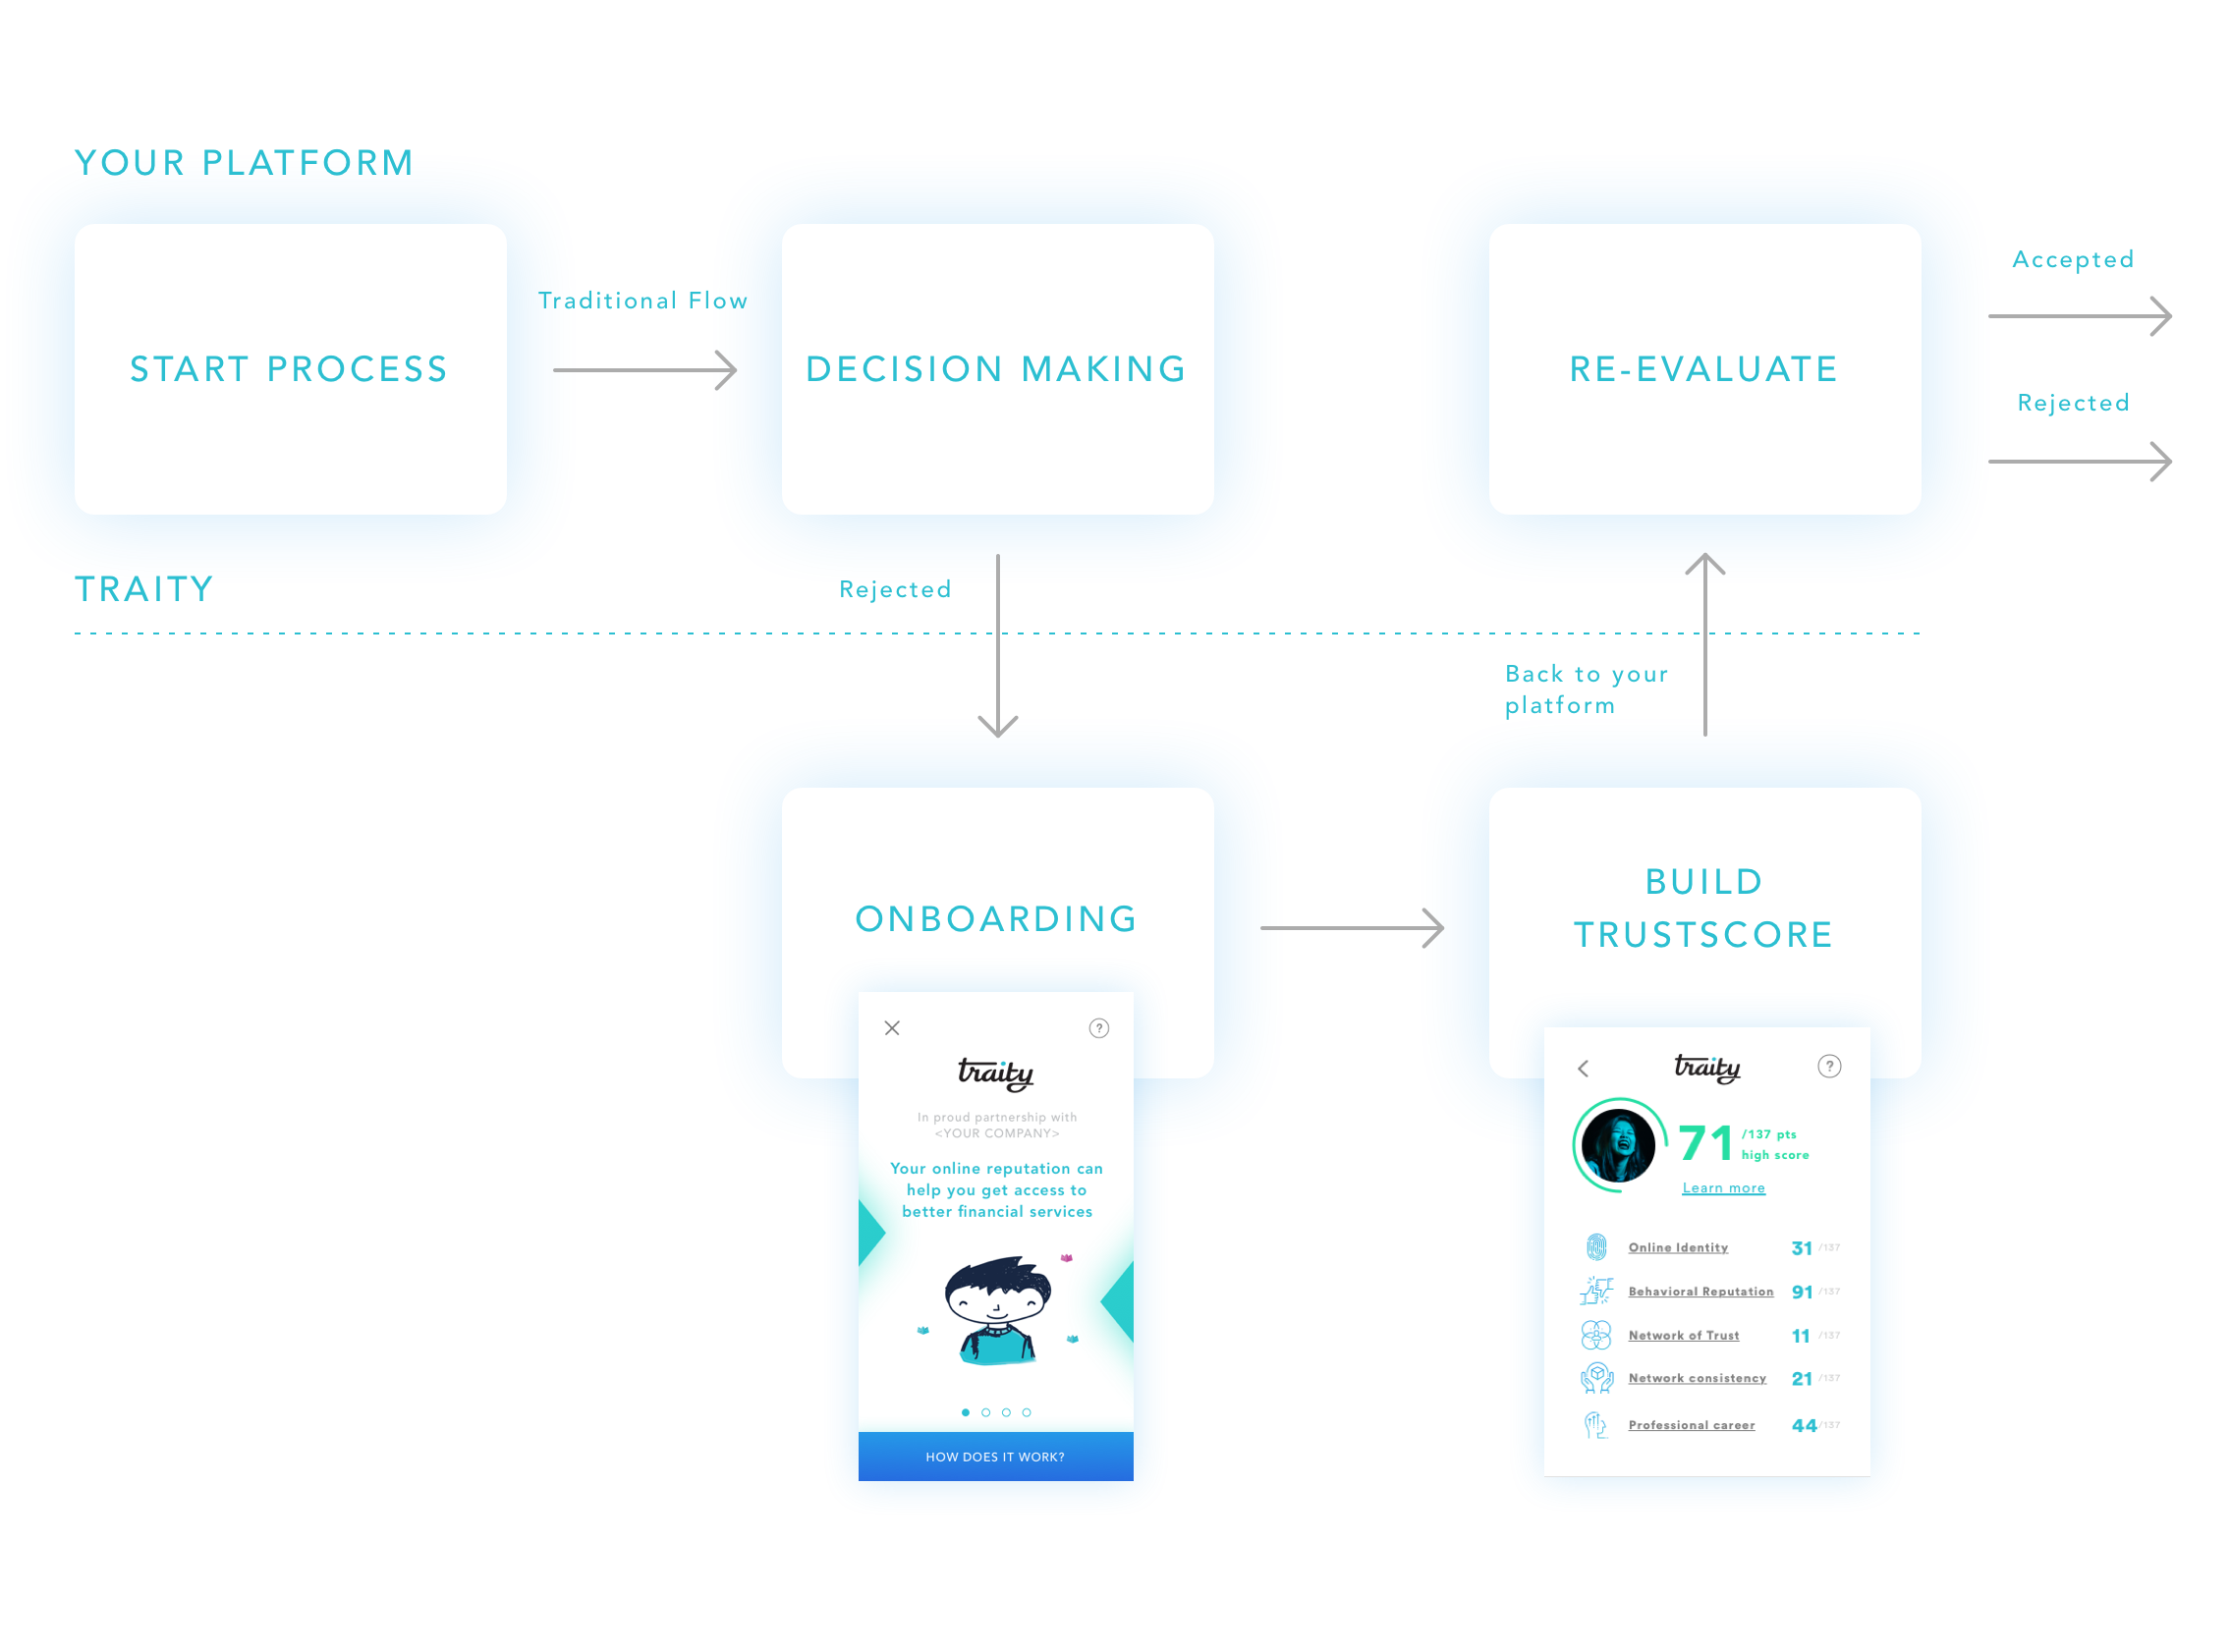 YOUR PLATFORM
START PROCESS
Traditional Flow
DECISION MAKING
RE-EVALUATE
Accepted
Rejected
TRAITY
Rejected
Back to your
platform
ONBOARDING
BUILD
TRUSTSCORE
?
traity
In proud partnership with
<YOUR COMPANY>
Your online reputation can
help you get access to
better financial services
HOW DOES IT WORK?
traity
?
71 /137 pts
high score
Learn more
Online Identity 31 /137
Behavioral Reputation 91 /137
Network of Trust 11 /137
Network consistency 21 /137
Professional career 44 /137